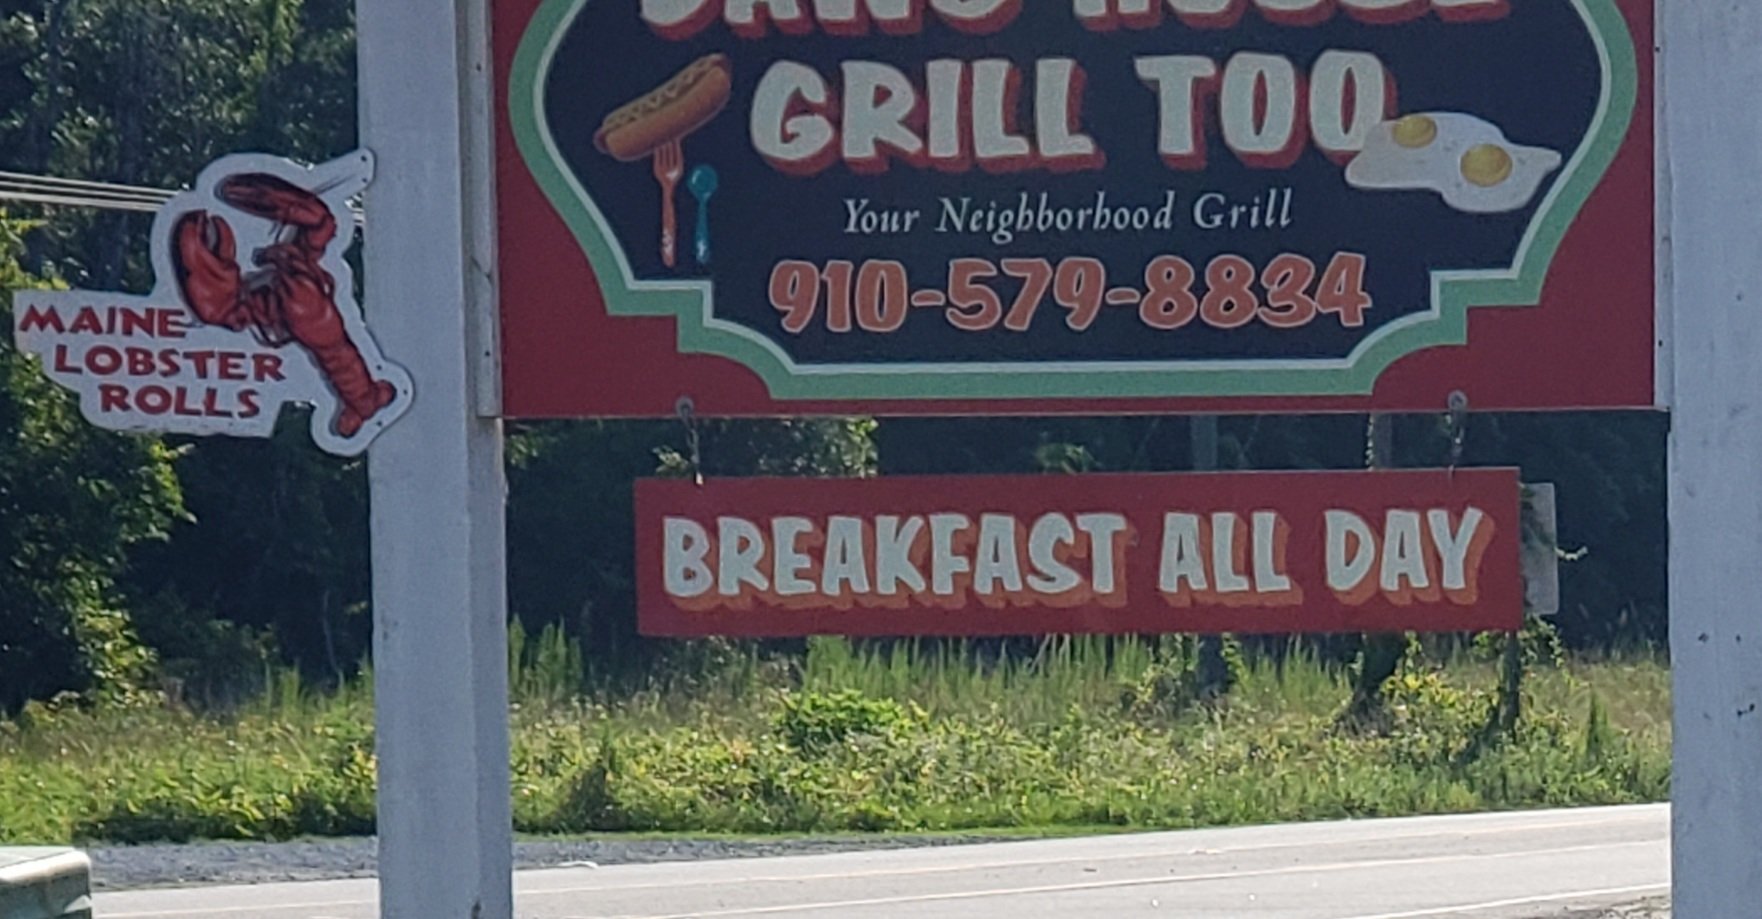 GRILL TOO
Your Neighborhood Grill
910-579-8834
MAINE
LOBSTER
ROLLS
BREAKFAST ALL DAY